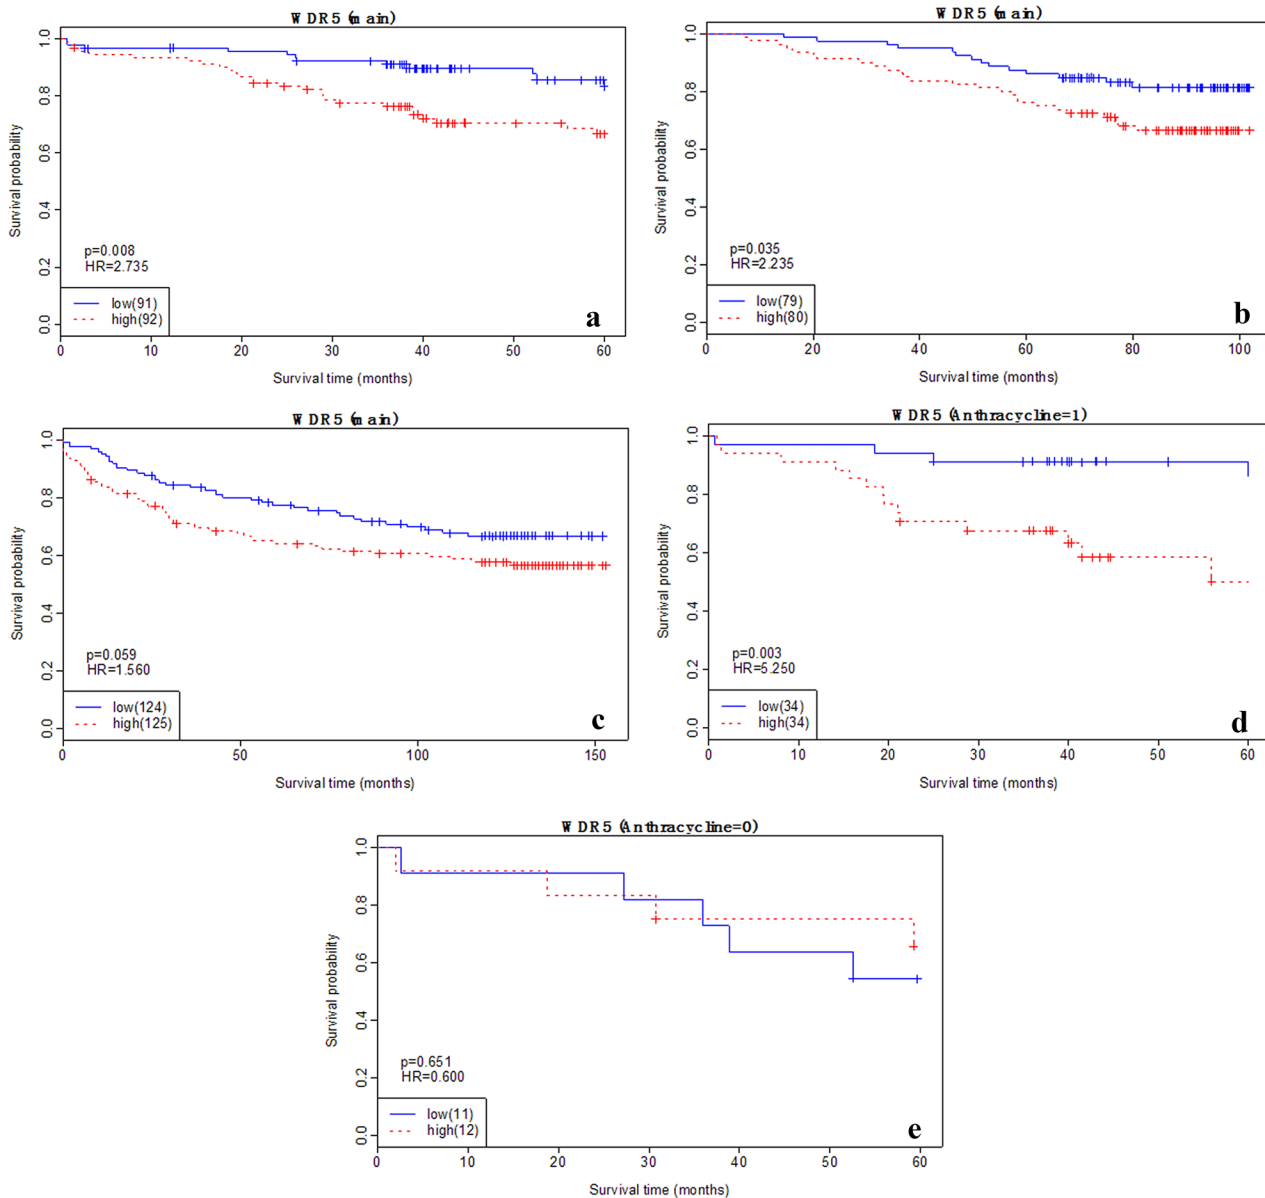 WDR5 (main)
Survival probability
1.0
0.8
0.6
0.4
0.2
0.0
p=0.008
HR=2.735
low(91)
high(92)
a
0 10 20 30 40 50 60
Survival time (months)
WDR5 (main)
Survival probability
1.0
0.8
0.6
0.4
0.2
0.0
p=0.035
HR=2.235
low(79)
high(80)
b
0 20 40 60 80 100
Survival time (months)
WDR5 (main)
Survival probability
1.0
0.8
0.6
0.4
0.2
0.0
p=0.059
HR=1.560
low(124)
high(125)
c
0 50 100 150
Survival time (months)
WDR5 (Anthracycline=1)
Survival probability
1.0
0.8
0.6
0.4
0.2
0.0
p=0.003
HR=5.250
low(34)
high(34)
d
0 10 20 30 40 50 60
Survival time (months)
WDR5 (Anthracycline=0)
Survival probability
1.0
0.8
0.6
0.4
0.2
0.0
p=0.651
HR=0.600
low(11)
high(12)
e
0 10 20 30 40 50 60
Survival time (months)